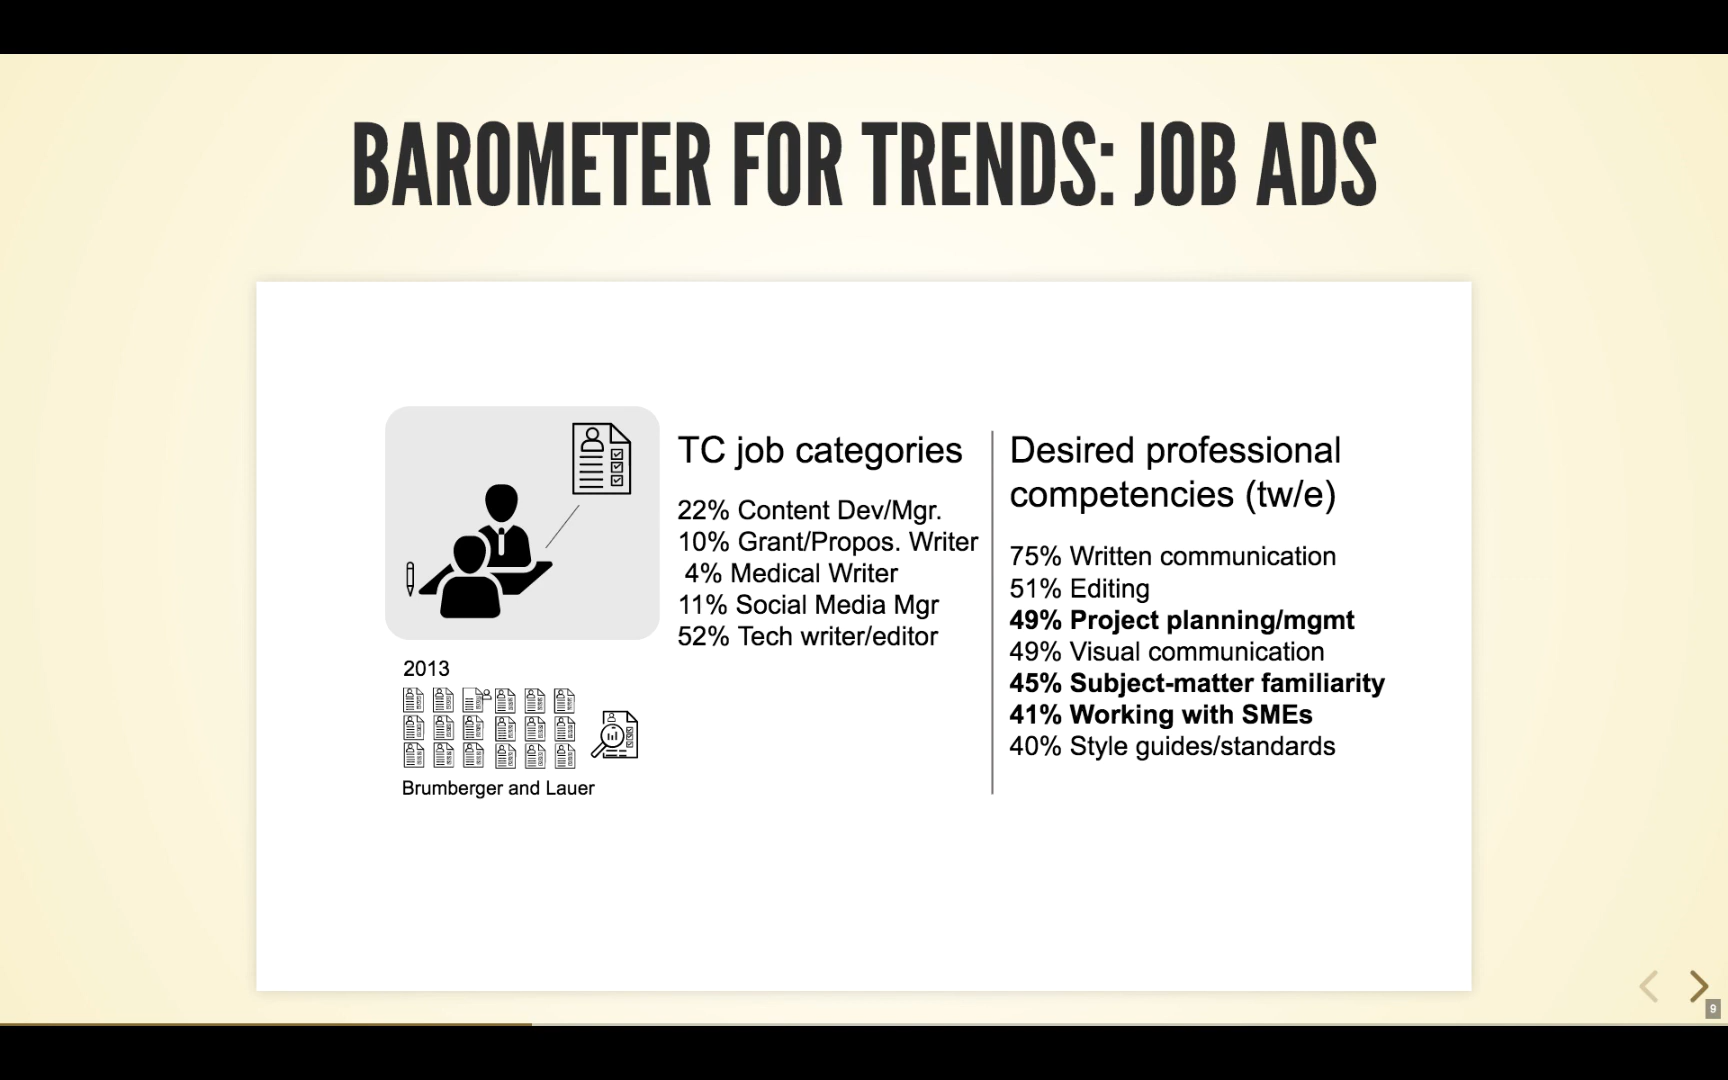 BAROMETER FOR TRENDS: JOB ADS
TC job categories
22% Content Dev/Mgr.
10% Grant/Propos. Writer
4% Medical Writer
11% Social Media Mgr
52% Tech writer/editor
Desired professional
competencies (tw/e)
75% Written communication
51% Editing
49% Project planning/mgmt
49% Visual communication
45% Subject-matter familiarity
41% Working with SMEs
40% Style guides/standards
2013
Brumberger and Lauer
9